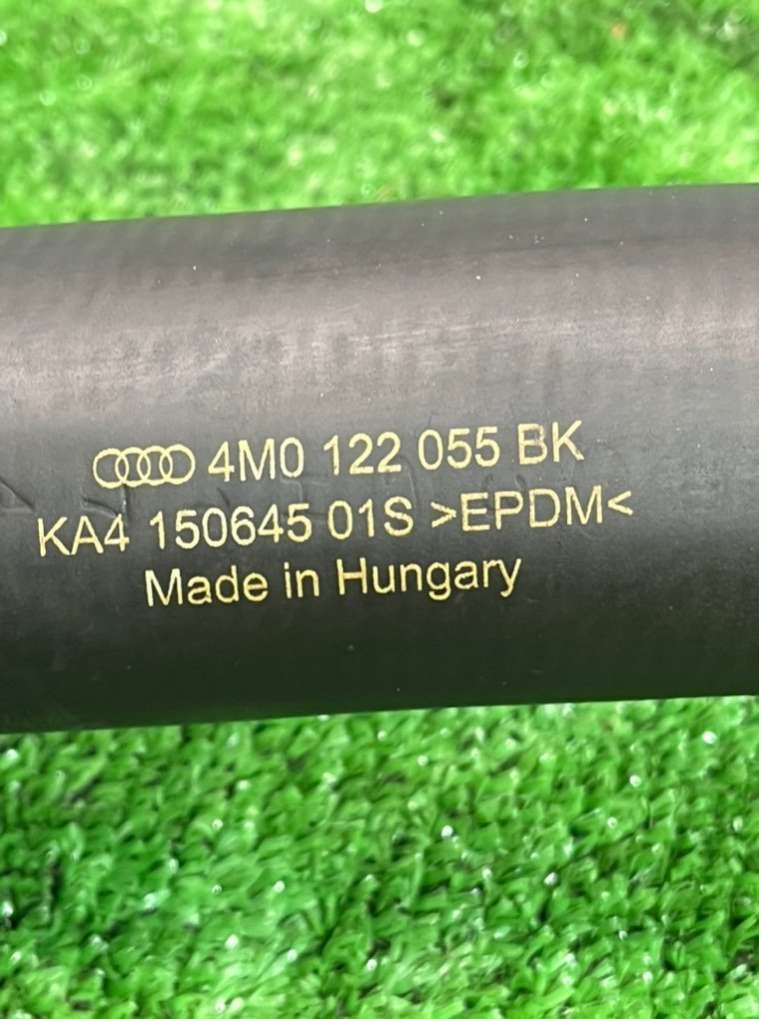 4M0 122 055 BK
KA4 150645 01S >EPDM<
Made in Hungary